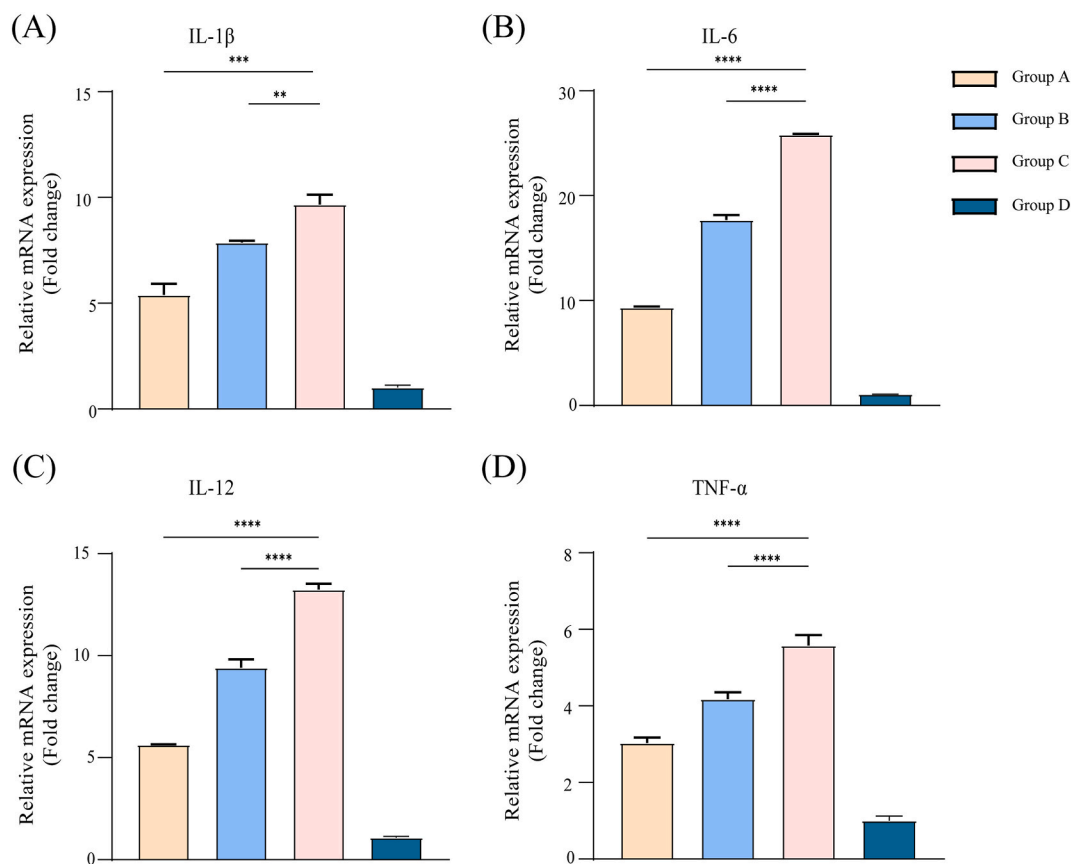 (A)
IL-1β
***
**
15
10
5
0
Relative mRNA expression
(Fold change)
(B)
IL-6
****
****
30
20
10
0
Relative mRNA expression
(Fold change)
Group A
Group B
Group C
Group D
(C)
IL-12
****
****
15
10
5
0
Relative mRNA expression
(Fold change)
(D)
TNF-α
****
****
8
6
4
2
0
Relative mRNA expression
(Fold change)